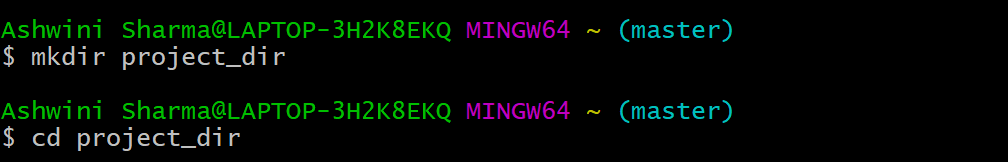 Ashwini Sharma@LAPTOP-3H2K8EKQ MINGW64 ~ (master)
$ mkdir project_dir
Ashwini Sharma@LAPTOP-3H2K8EKQ MINGW64 ~ (master)
$ cd project_dir